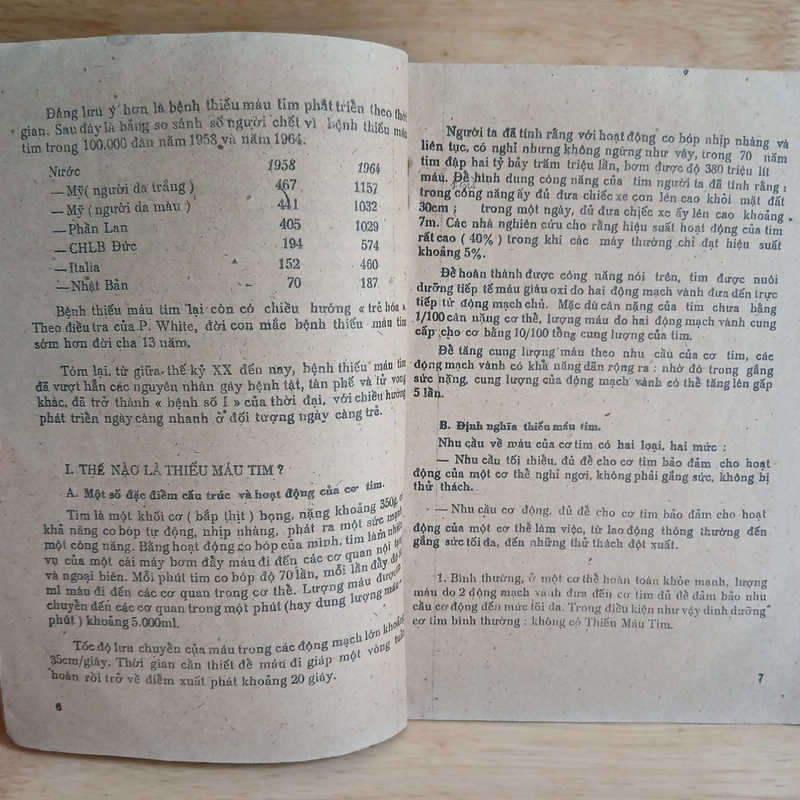 Đáng lưu ý hơn là bệnh thiếu máu tim phát triển theo thời
gian. Sau đây là bảng so sánh số người chết vì bệnh thiếu máu
tim trong 100.000 dân năm 1958 và năm 1964.
Nước 1958 1964
—Mỹ (người da trắng) 467 1157
—Mỹ (người da màu) 441 1032
—Phần Lan 405 1029
—CHLB Đức 194 574
—Italia 152 460
—Nhật Bản 70 187
Bệnh thiếu máu tim lại còn có chiều hướng « trẻ hóa ».
Theo điều tra của P. White, đời con mắc bệnh thiếu máu tim
sớm hơn đời cha 13 năm.
Tóm lại, từ giữa thế kỷ XX đến nay, bệnh thiếu máu tim
đã vượt hẳn các nguyên nhân gây bệnh tật, tàn phế và tử vong
khác, đã trở thành « bệnh số I » của thời đại, với chiều hướng
phát triển ngày càng nhanh ở đối tượng ngày càng trẻ.
I. THẾ NÀO LÀ THIẾU MÁU TIM ?
A. Một số đặc điểm cấu trúc và hoạt động của cơ tim.
Tim là một khối cơ (bắp thịt) bọng, nặng khoảng 350g, có
khả năng co bóp tự động, nhịp nhàng, phát ra một sức mạnh
một công năng. Bằng hoạt động co bóp của mình, tim làm nhiệm
vụ của một cái máy bơm đẩy máu đi đến các cơ quan nội
và ngoại biên. Mỗi phút tim co bóp độ 70 lần, mỗi lần đẩy
ml máu đi đến các cơ quan trong cơ thể. Lượng máu được
chuyển đến các cơ quan trong một phút (hay dung lượng máu
phút) khoảng 5.000ml.
Tốc độ lưu chuyển của máu trong các động mạch lớn khoảng
35cm/giây. Thời gian cần thiết để máu đi giáp một vòng tuần
hoàn rồi trở về điểm xuất phát khoảng 20 giây.
6
Người ta đã tính rằng với hoạt động co bóp nhịp nhàng và
liên tục, có nghỉ nhưng không ngừng như vậy, trong 70 năm
tim đập hai tỷ bảy trăm triệu lần, bơm được độ 380 triệu lít
máu. Để hình dung công năng của tim người ta đã tính rằng :
trong công năng ấy đủ đưa chiếc xe con lên cao khỏi mặt đất
30cm ; trong một ngày, đủ đưa chiếc xe ấy lên cao khoảng
7m. Các nhà nghiên cứu cho rằng hiệu suất hoạt động của tim
rất cao (40%) trong khi các máy thường chỉ đạt hiệu suất
khoảng 5%.
Để hoàn thành được công năng nói trên, tim được nuôi
dưỡng tiếp tế máu giàu oxi do hai động mạch vành đưa đến trực
tiếp từ động mạch chủ. Mặc dù cân nặng của tim chưa bằng
1/100 cân nặng cơ thể, lượng máu do hai động mạch vành cung
cấp cho cơ bằng 10/100 tổng cung lượng của tim.
Để tăng cung lượng máu theo nhu cầu của cơ tim, các
động mạch vành có khả năng dãn rộng ra : nhờ đó trong gắng
sức nặng, cung lượng của động mạch vành có thể tăng lên gấp
5 lần.
B. Định nghĩa thiếu máu tim.
Nhu cầu về máu của cơ tim có hai loại, hai mức :
— Nhu cầu tối thiểu, đủ để cho cơ tim bảo đảm cho hoạt
động của một cơ thể nghỉ ngơi, không phải gắng sức, không bị
thử thách.
— Nhu cầu cơ động, đủ để cho cơ tim bảo đảm cho hoạt
động của một cơ thể làm việc, từ lao động thông thường đến
gắng sức tối đa, đến những thử thách đột xuất.
1. Bình thường, ở một cơ thể hoàn toàn khỏe mạnh, lượng
máu do 2 động mạch vành đưa đến cơ tim đủ để đảm bảo nhu
cầu cơ động đến mức tối đa. Trong điều kiện như vậy dinh dưỡng
cơ tim bình thường : không có Thiếu Máu Tim.
7